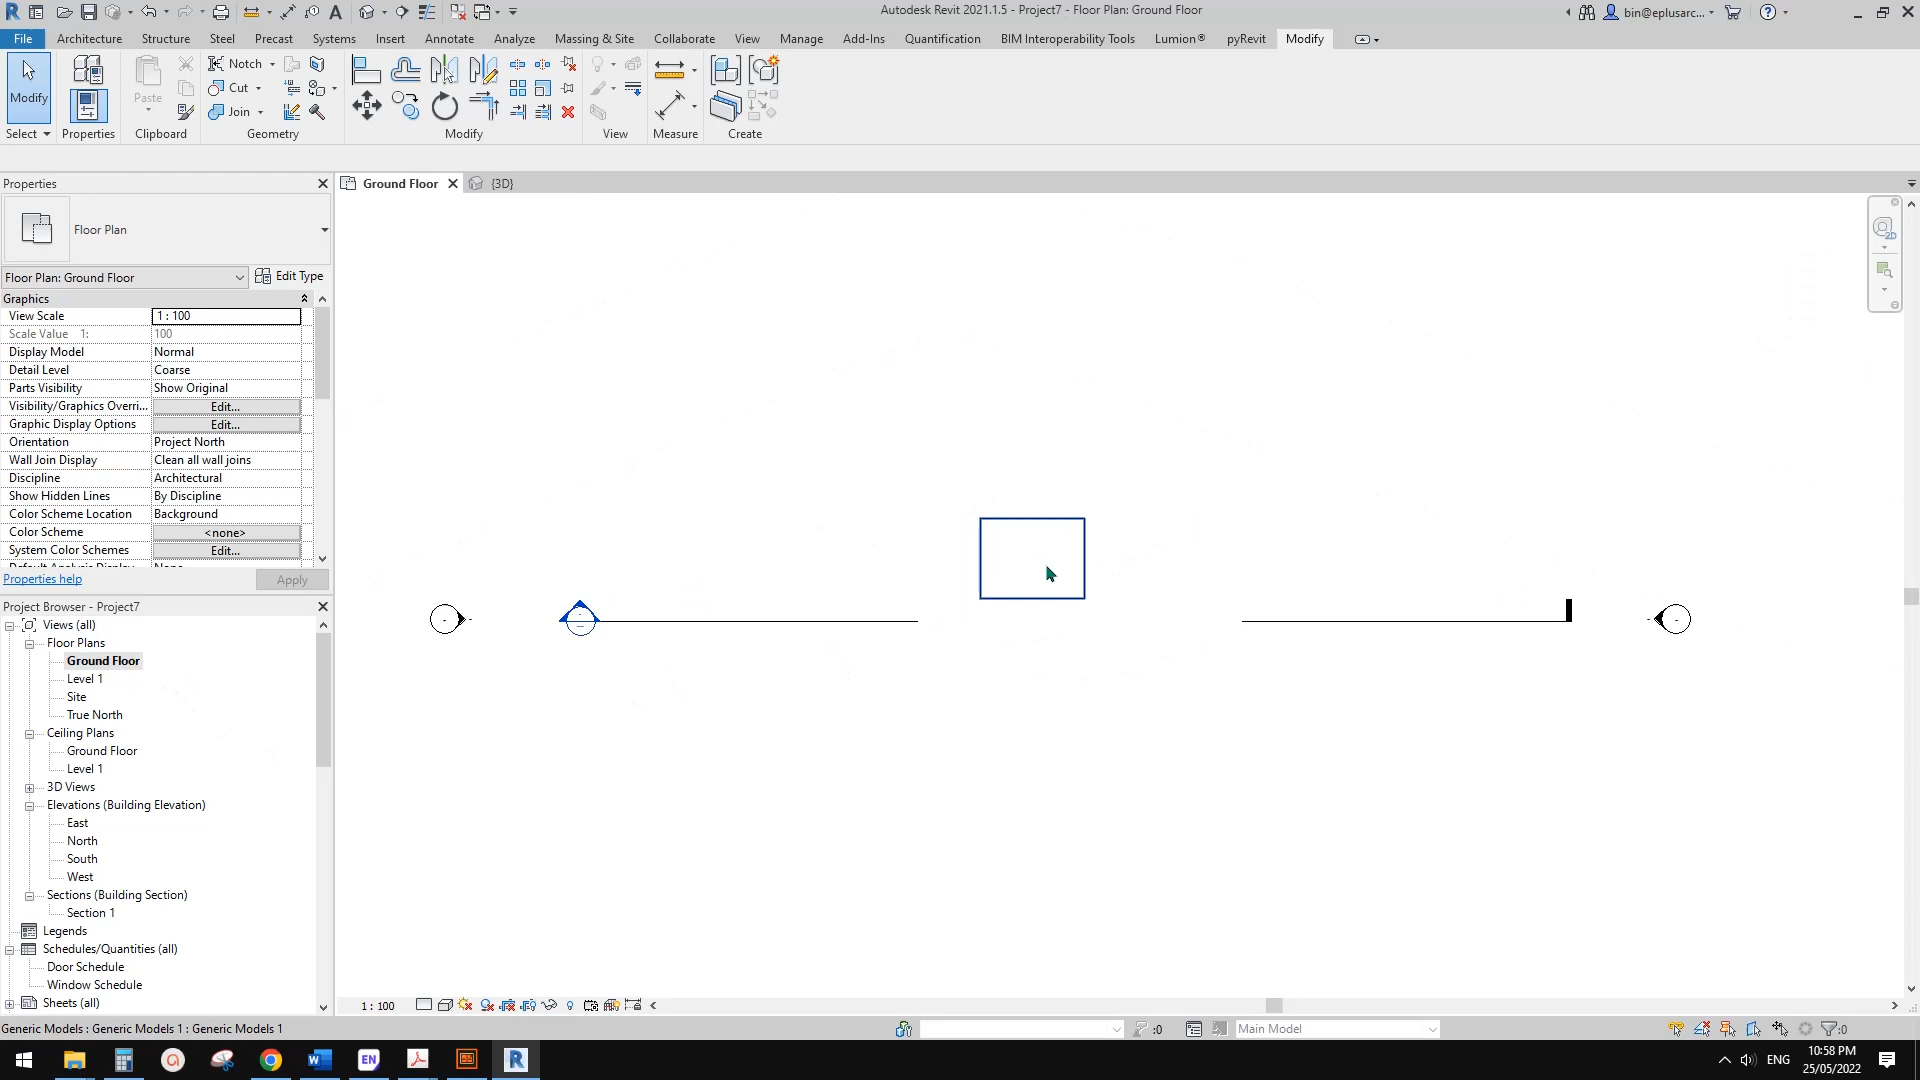 Autodesk Revit 2021.1.5 - Project7 - Floor Plan: Ground Floor
bin@eplusarc...
File Architecture Structure Steel Precast Systems Insert Annotate Analyze Massing & Site Collaborate View Manage Add-Ins Quantification BIM Interoperability Tools Lumion® pyRevit Modify
Modify
Paste
Notch
Cut
Join
Select Properties Clipboard Geometry Modify View Measure Create
Properties
Ground Floor {3D}
2D
Floor Plan
Floor Plan: Ground Floor Edit Type
Graphics
View Scale 1 : 100
Scale Value 1: 100
Display Model Normal
Detail Level Coarse
Parts Visibility Show Original
Visibility/Graphics Overri... Edit...
Graphic Display Options Edit...
Orientation Project North
Wall Join Display Clean all wall joins
Discipline Architectural
Show Hidden Lines By Discipline
Color Scheme Location Background
Color Scheme <none>
System Color Schemes Edit...
Properties help Apply
Project Browser - Project7
Views (all)
Floor Plans
Ground Floor
Level 1
Site
True North
Ceiling Plans
Ground Floor
Level 1
3D Views
Elevations (Building Elevation)
East
North
South
West
Sections (Building Section)
Section 1
Legends
Schedules/Quantities (all)
Door Schedule
Window Schedule
Sheets (all)
1 : 100
Generic Models : Generic Models 1 : Generic Models 1
:0
Main Model
:0
EN
ENG
10:58 PM
25/05/2022